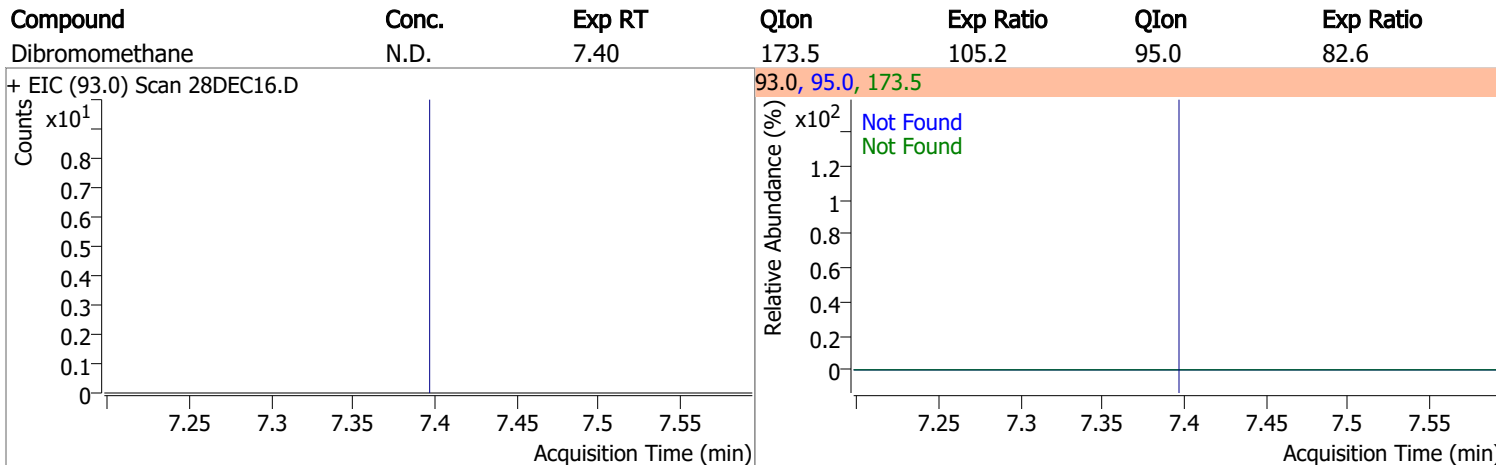 Compound Conc. Exp RT QIon Exp Ratio QIon Exp Ratio
Dibromomethane N.D. 7.40 173.5 105.2 95.0 82.6
+ EIC (93.0) Scan 28DEC16.D
Counts
x10¹
0.8
0.7
0.6
0.5
0.4
0.3
0.2
0.1
0
7.25 7.3 7.35 7.4 7.45 7.5 7.55
Acquisition Time (min)
93.0, 95.0, 173.5
Relative Abundance (%)
x10²
Not Found
Not Found
1.2
1
0.8
0.6
0.4
0.2
0
7.25 7.3 7.35 7.4 7.45 7.5 7.55
Acquisition Time (min)